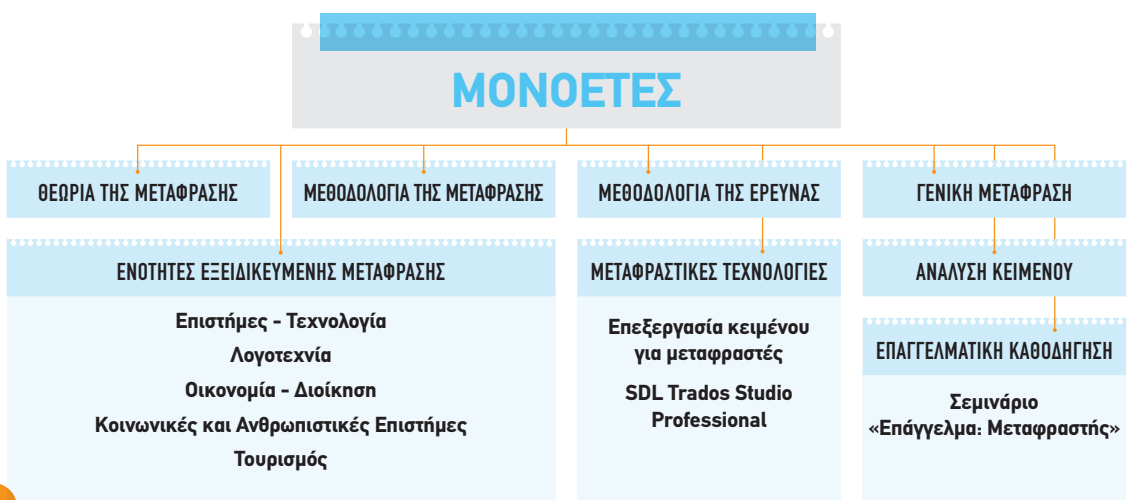 ΜΟΝΟΕΤΕΣ
ΘΕΩΡΙΑ ΤΗΣ ΜΕΤΑΦΡΑΣΗΣ
ΜΕΘΟΔΟΛΟΓΙΑ ΤΗΣ ΜΕΤΑΦΡΑΣΗΣ
ΜΕΘΟΔΟΛΟΓΙΑ ΤΗΣ ΕΡΕΥΝΑΣ
ΓΕΝΙΚΗ ΜΕΤΑΦΡΑΣΗ
ΕΝΟΤΗΤΕΣ ΕΞΕΙΔΙΚΕΥΜΕΝΗΣ ΜΕΤΑΦΡΑΣΗΣ
Επιστήμες - Τεχνολογία
Λογοτεχνία
Οικονομία - Διοίκηση
Κοινωνικές και Ανθρωπιστικές Επιστήμες
Τουρισμός
ΜΕΤΑΦΡΑΣΤΙΚΕΣ ΤΕΧΝΟΛΟΓΙΕΣ
Επεξεργασία κειμένου
για μεταφραστές
SDL Trados Studio
Professional
ΑΝΑΛΥΣΗ ΚΕΙΜΕΝΟΥ
ΕΠΑΓΓΕΛΜΑΤΙΚΗ ΚΑΘΟΔΗΓΗΣΗ
Σεμινάριο
«Επάγγελμα: Μεταφραστής»